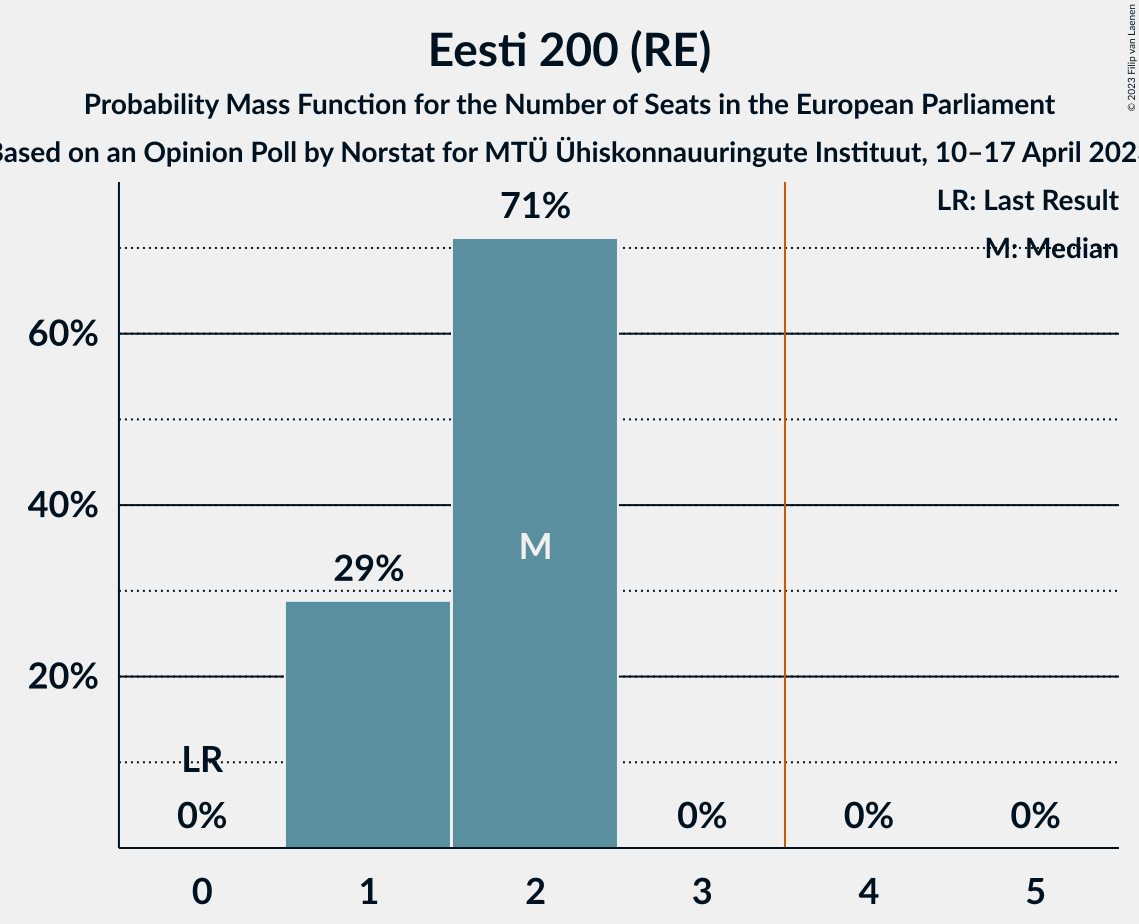 Eesti 200 (RE)
Probability Mass Function for the Number of Seats in the European Parliament
Based on an Opinion Poll by Norstat for MTÜ Ühiskonnauuringute Instituut, 10–17 April
© 2023 Filip van Laenen
LR: Last Result
M: Median
71%
60%
40%
M
29%
20%
LR
0%
0%
0%
0%
0
1
2
3
4
5